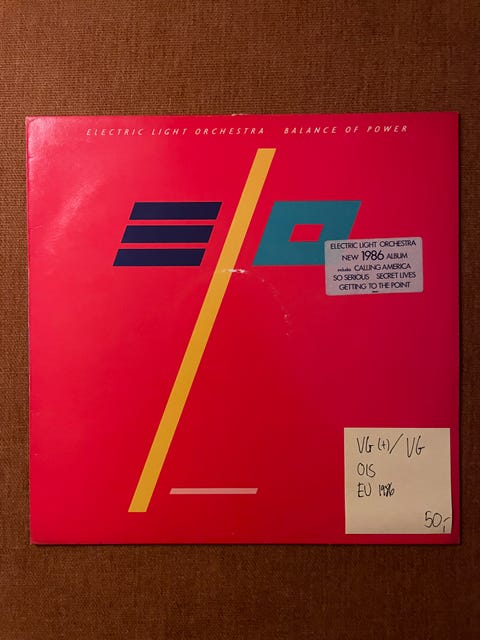 ELECTRIC LIGHT ORCHESTRA BALANCE OF POWER
ELO
ELECTRIC LIGHT ORCHESTRA
NEW 1986 ALBUM
includes CALLING AMERICA
SO SERIOUS SECRET LIVES
GETTING TO THE POINT
VG (+) / VG
OIS
EU 1986
50,-